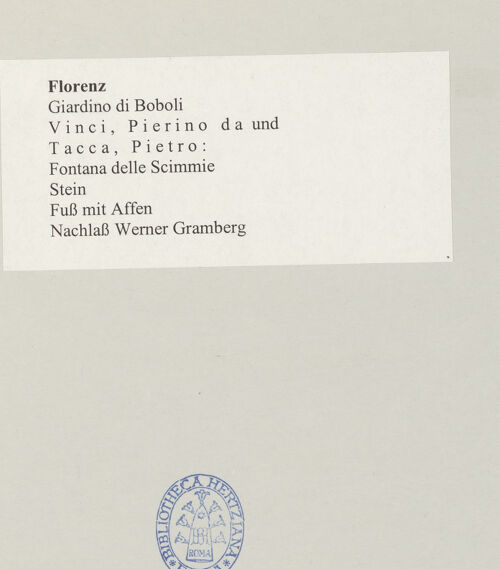 Florenz
Giardino di Boboli
Vinci, Pierino da und
Tacca, Pietro:
Fontana delle Scimmie
Stein
Fuß mit Affen
Nachlaß Werner Gramberg
* BIBLIOTHECA HERTZIANA *
ROMA